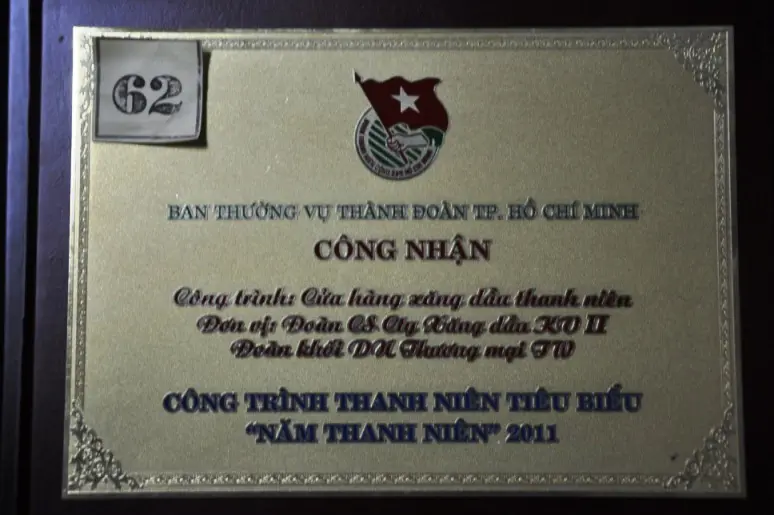 62
BAN THƯỜNG VỤ THÀNH ĐOÀN TP. HỒ CHÍ MINH
CÔNG NHẬN
Công trình: Cửa hàng xăng dầu thanh niên
Đơn vị: Đoàn CS Cty Xăng dầu KV II
Đoàn khối DN Thương mại TW
CÔNG TRÌNH THANH NIÊN TIÊU BIỂU
“NĂM THANH NIÊN” 2011